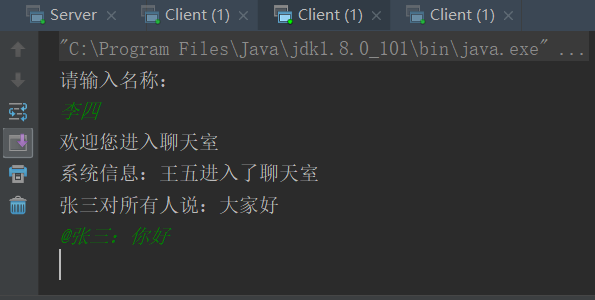 Server Client (1) Client (1) Client (1)
"C:\Program Files\Java\jdk1.8.0_101\bin\java.exe" ...
请输入名称：
李四
欢迎您进入聊天室
系统信息：王五进入了聊天室
张三对所有人说：大家好
@张三：你好